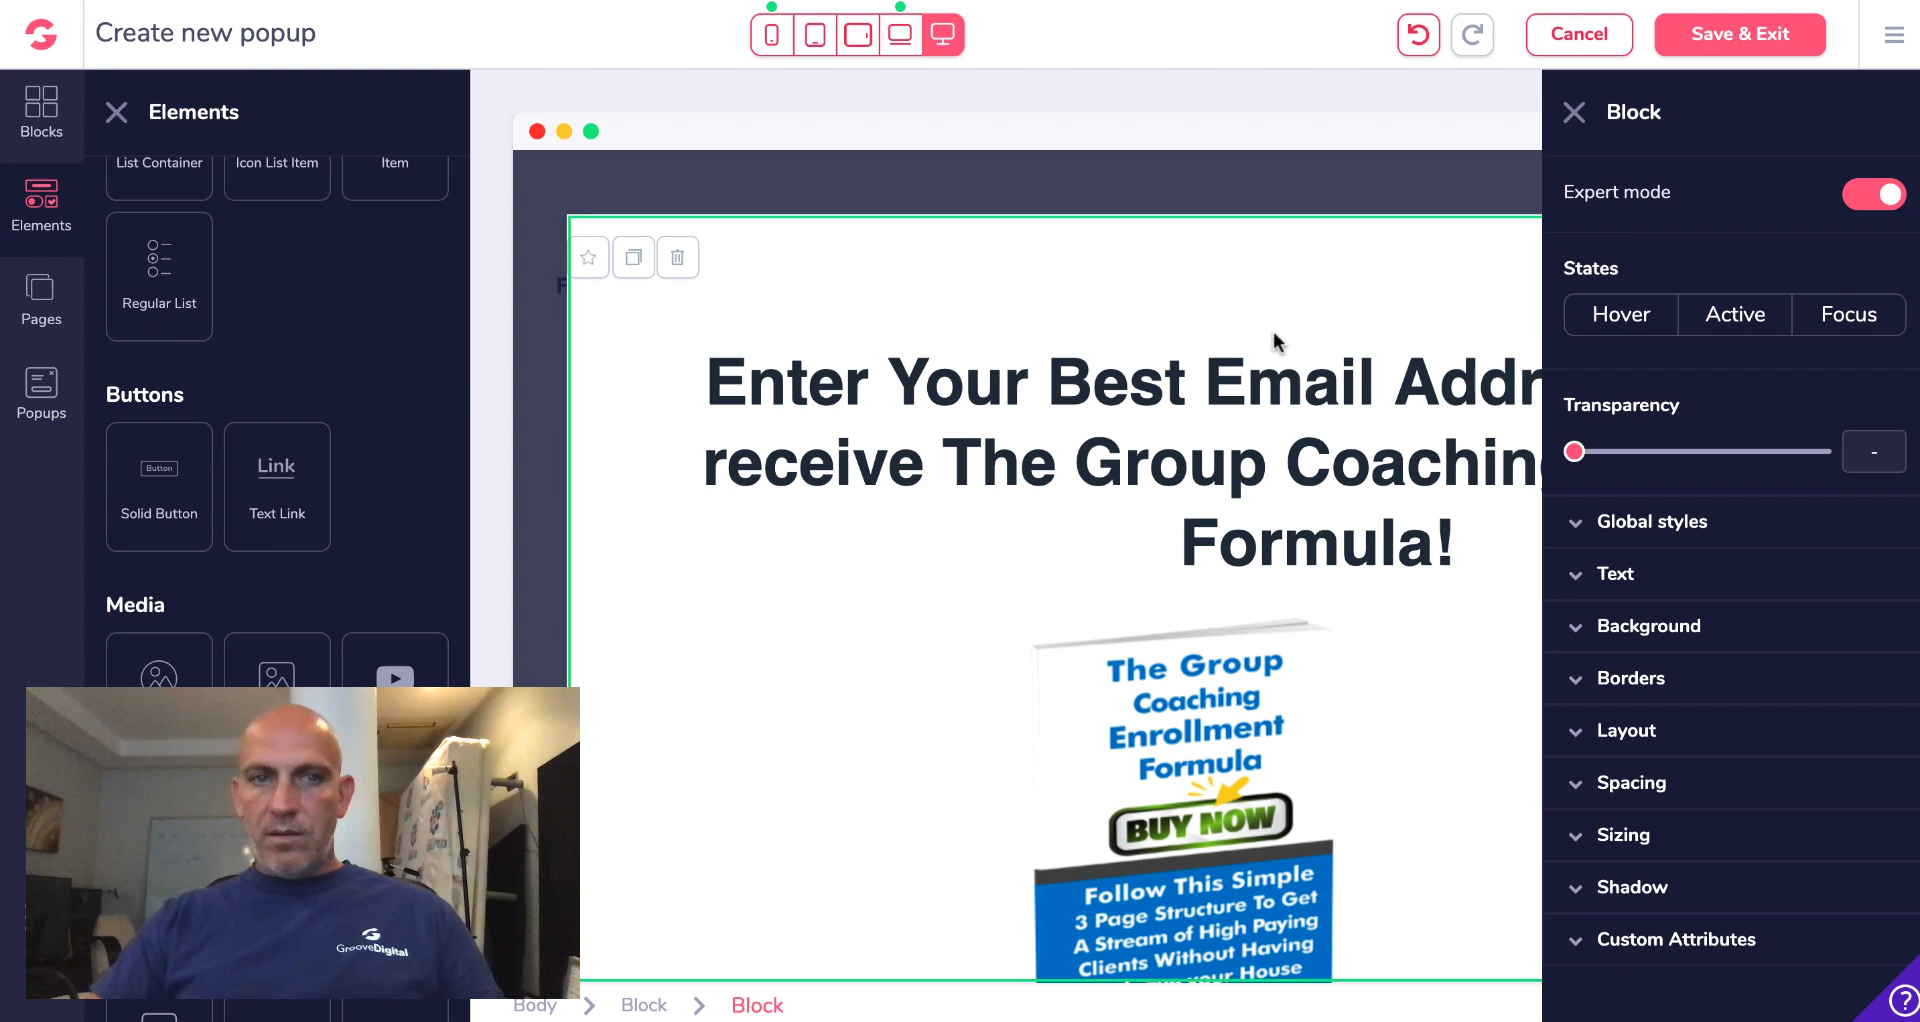 Create new popup
Cancel
Save & Exit
Blocks
Elements
Pages
Popups
Elements
List Container
Icon List Item
Item
Regular List
Buttons
Button
Solid Button
Link
Text Link
Media
GrooveDigital
F
Enter Your Best Email Addr
receive The Group Coaching
Formula!
The Group
Coaching
Enrollment
Formula
BUY NOW
Follow This Simple
3 Page Structure To Get
A Stream of High Paying
Clients Without Having
your House
Body
Block
Block
Block
Expert mode
States
Hover
Active
Focus
Transparency
-
Global styles
Text
Background
Borders
Layout
Spacing
Sizing
Shadow
Custom Attributes
?